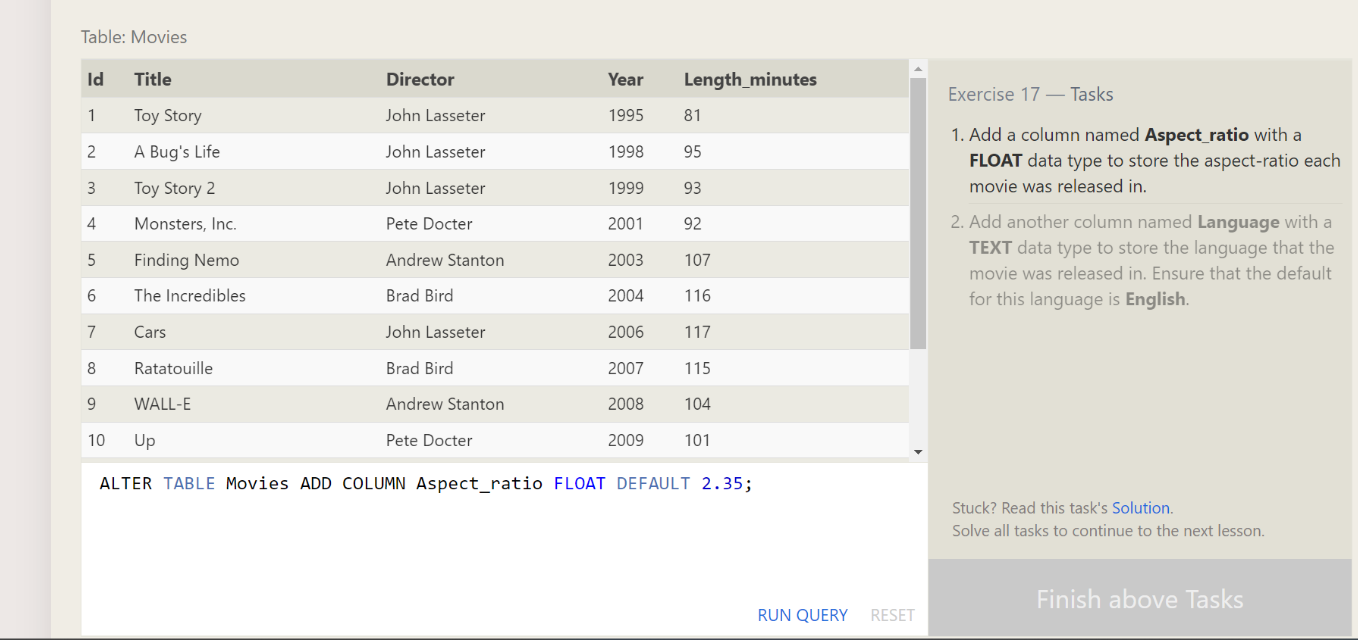 Table: Movies
Id Title Director Year Length_minutes
1 Toy Story John Lasseter 1995 81
2 A Bug's Life John Lasseter 1998 95
3 Toy Story 2 John Lasseter 1999 93
4 Monsters, Inc. Pete Docter 2001 92
5 Finding Nemo Andrew Stanton 2003 107
6 The Incredibles Brad Bird 2004 116
7 Cars John Lasseter 2006 117
8 Ratatouille Brad Bird 2007 115
9 WALL-E Andrew Stanton 2008 104
10 Up Pete Docter 2009 101
ALTER TABLE Movies ADD COLUMN Aspect_ratio FLOAT DEFAULT 2.35;
RUN QUERY RESET
Exercise 17 — Tasks
1. Add a column named Aspect_ratio with a
FLOAT data type to store the aspect-ratio each
movie was released in.
2. Add another column named Language with a
TEXT data type to store the language that the
movie was released in. Ensure that the default
for this language is English.
Stuck? Read this task's Solution.
Solve all tasks to continue to the next lesson.
Finish above Tasks